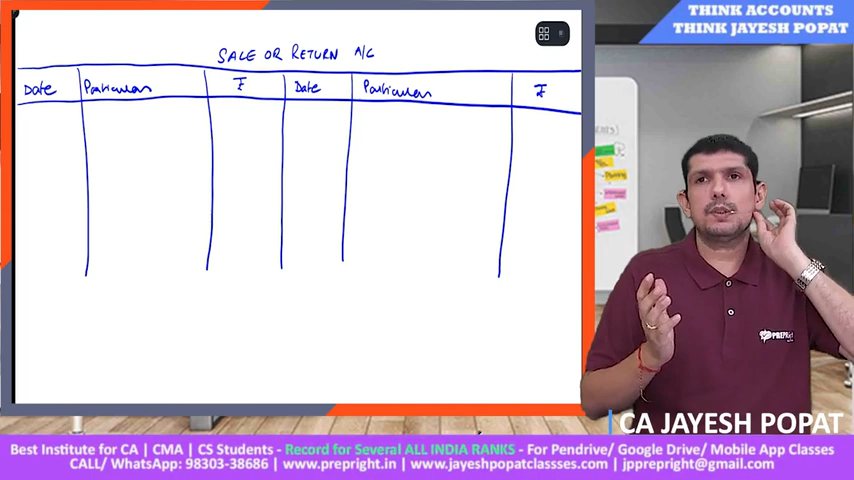 THINK ACCOUNTS
THINK JAYESH POPAT
SALE OR RETURN A/C
Date Particulars ₹ Date Particulars ₹
Planning
PREPRIGHT
CA JAYESH POPAT
Best Institute for CA | CMA | CS Students - Record for Several ALL INDIA RANKS - For Pendrive/ Google Drive/ Mobile App Classes
CALL/ WhatsApp: 98303-38686 | www.prepright.in | www.jayeshpopatclassses.com | jpprepright@gmail.com